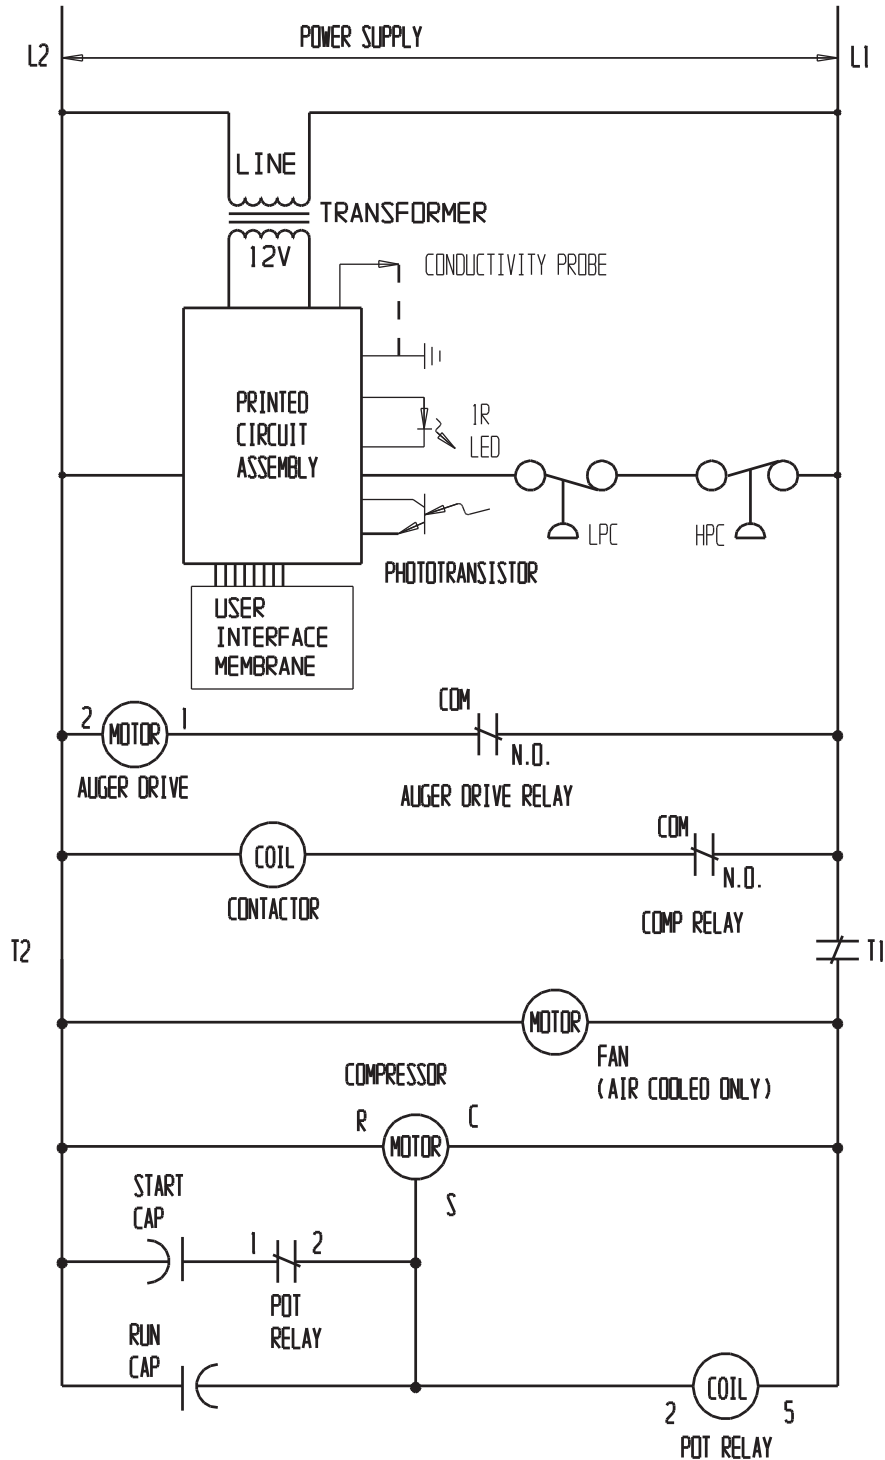 POWER SUPPLY
L2
L1
LINE
TRANSFORMER
12V
CONDUCTIVITY PROBE
PRINTED
CIRCUIT
ASSEMBLY
1R
LED
LPC
HPC
PHOTOTRANSISTOR
USER
INTERFACE
MEMBRANE
COM
2
MOTOR
1
N.O.
AUGER DRIVE
AUGER DRIVE RELAY
COM
COIL
N.O.
CONTACTOR
COMP RELAY
T2
T1
MOTOR
FAN
(AIR COOLED ONLY)
COMPRESSOR
R
C
MOTOR
START
CAP
S
1
2
POT
RELAY
RUN
CAP
COIL
2
5
POT RELAY